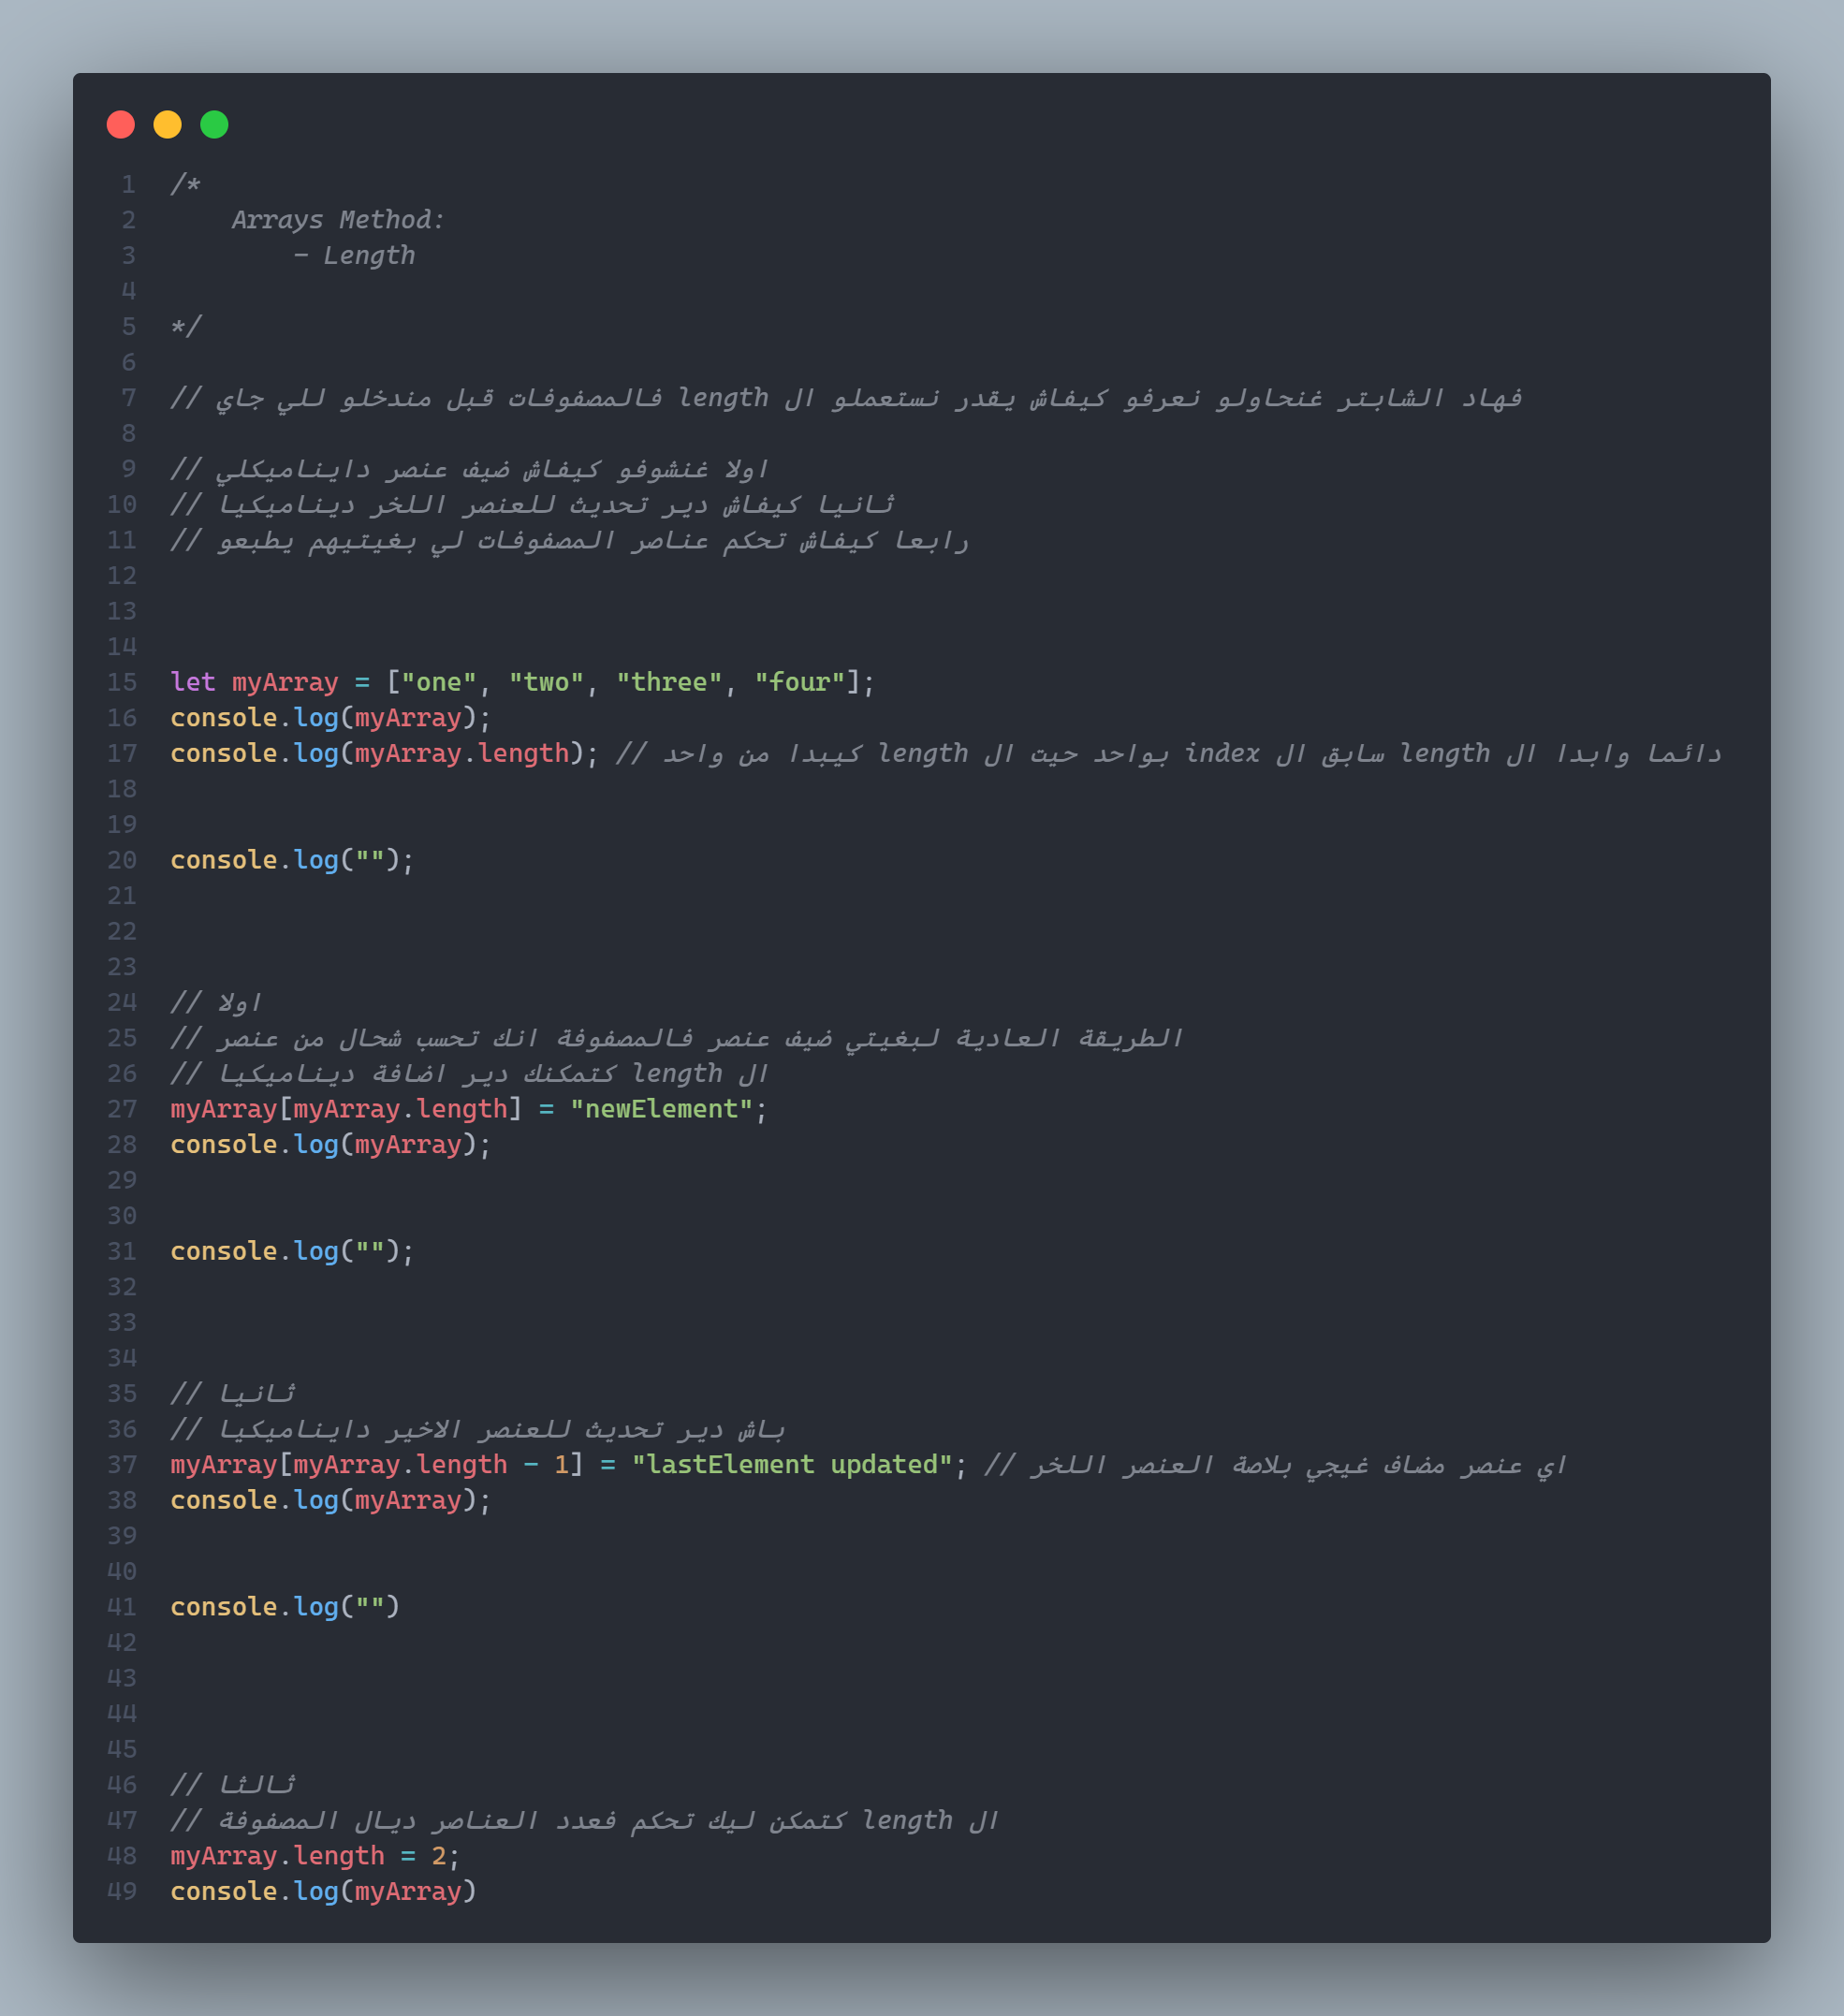 1 /*
2     Arrays Method:
3         - Length
4
5 */
6
7 // فهاد الشابتر غنحاولو نعرفو كيفاش يقدر نستعملو ال length فالمصفوفات قبل مندخلو للي جاي
8
9 // اولا غنشوفو كيفاش ضيف عنصر دايناميكلي
10 // ثانيا كيفاش دير تحديث للعنصر اللخر ديناميكيا
11 // رابعا كيفاش تحكم عناصر المصفوفات لي بغيتيهم يطبعو
12
13
14
15 let myArray = ["one", "two", "three", "four"];
16 console.log(myArray);
17 console.log(myArray.length); // دائما وابدا ال length سابق ال index بواحد حيت ال length كيبدا من واحد
18
19
20 console.log("");
21
22
23
24 // اولا
25 // الطريقة العادية لبغيتي ضيف عنصر فالمصفوفة انك تحسب شحال من عنصر
26 // ال length كتمكنك دير اضافة ديناميكيا
27 myArray[myArray.length] = "newElement";
28 console.log(myArray);
29
30
31 console.log("");
32
33
34
35 // ثانيا
36 // باش دير تحديث للعنصر الاخير دايناميكيا
37 myArray[myArray.length - 1] = "lastElement updated"; // اي عنصر مضاف غيجي بلاصة العنصر اللخر
38 console.log(myArray);
39
40
41 console.log("")
42
43
44
45
46 // ثالثا
47 // ال length كتمكن ليك تحكم فعدد العناصر ديال المصفوفة
48 myArray.length = 2;
49 console.log(myArray)